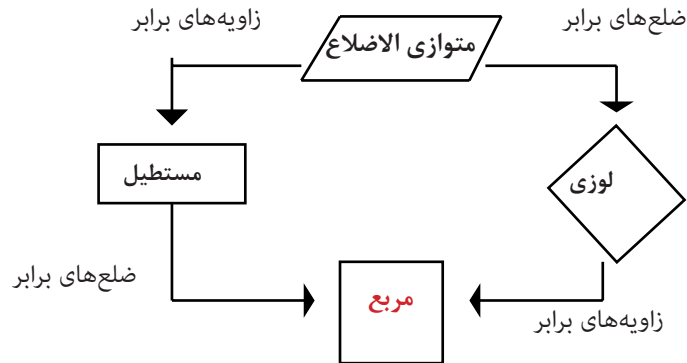 ضلع‌های برابر
زاویه‌های برابر
متوازی الاضلاع
لوزی
مستطیل
ضلع‌های برابر
مربع
زاویه‌های برابر